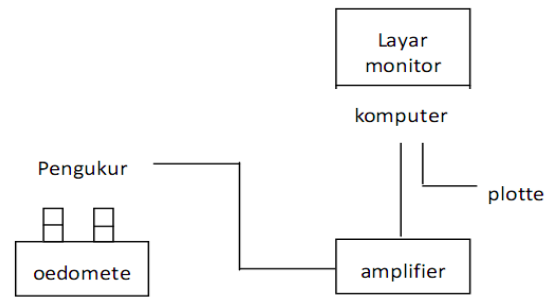 Layar
monitor
komputer
Pengukur
plotte
oedomete
amplifier